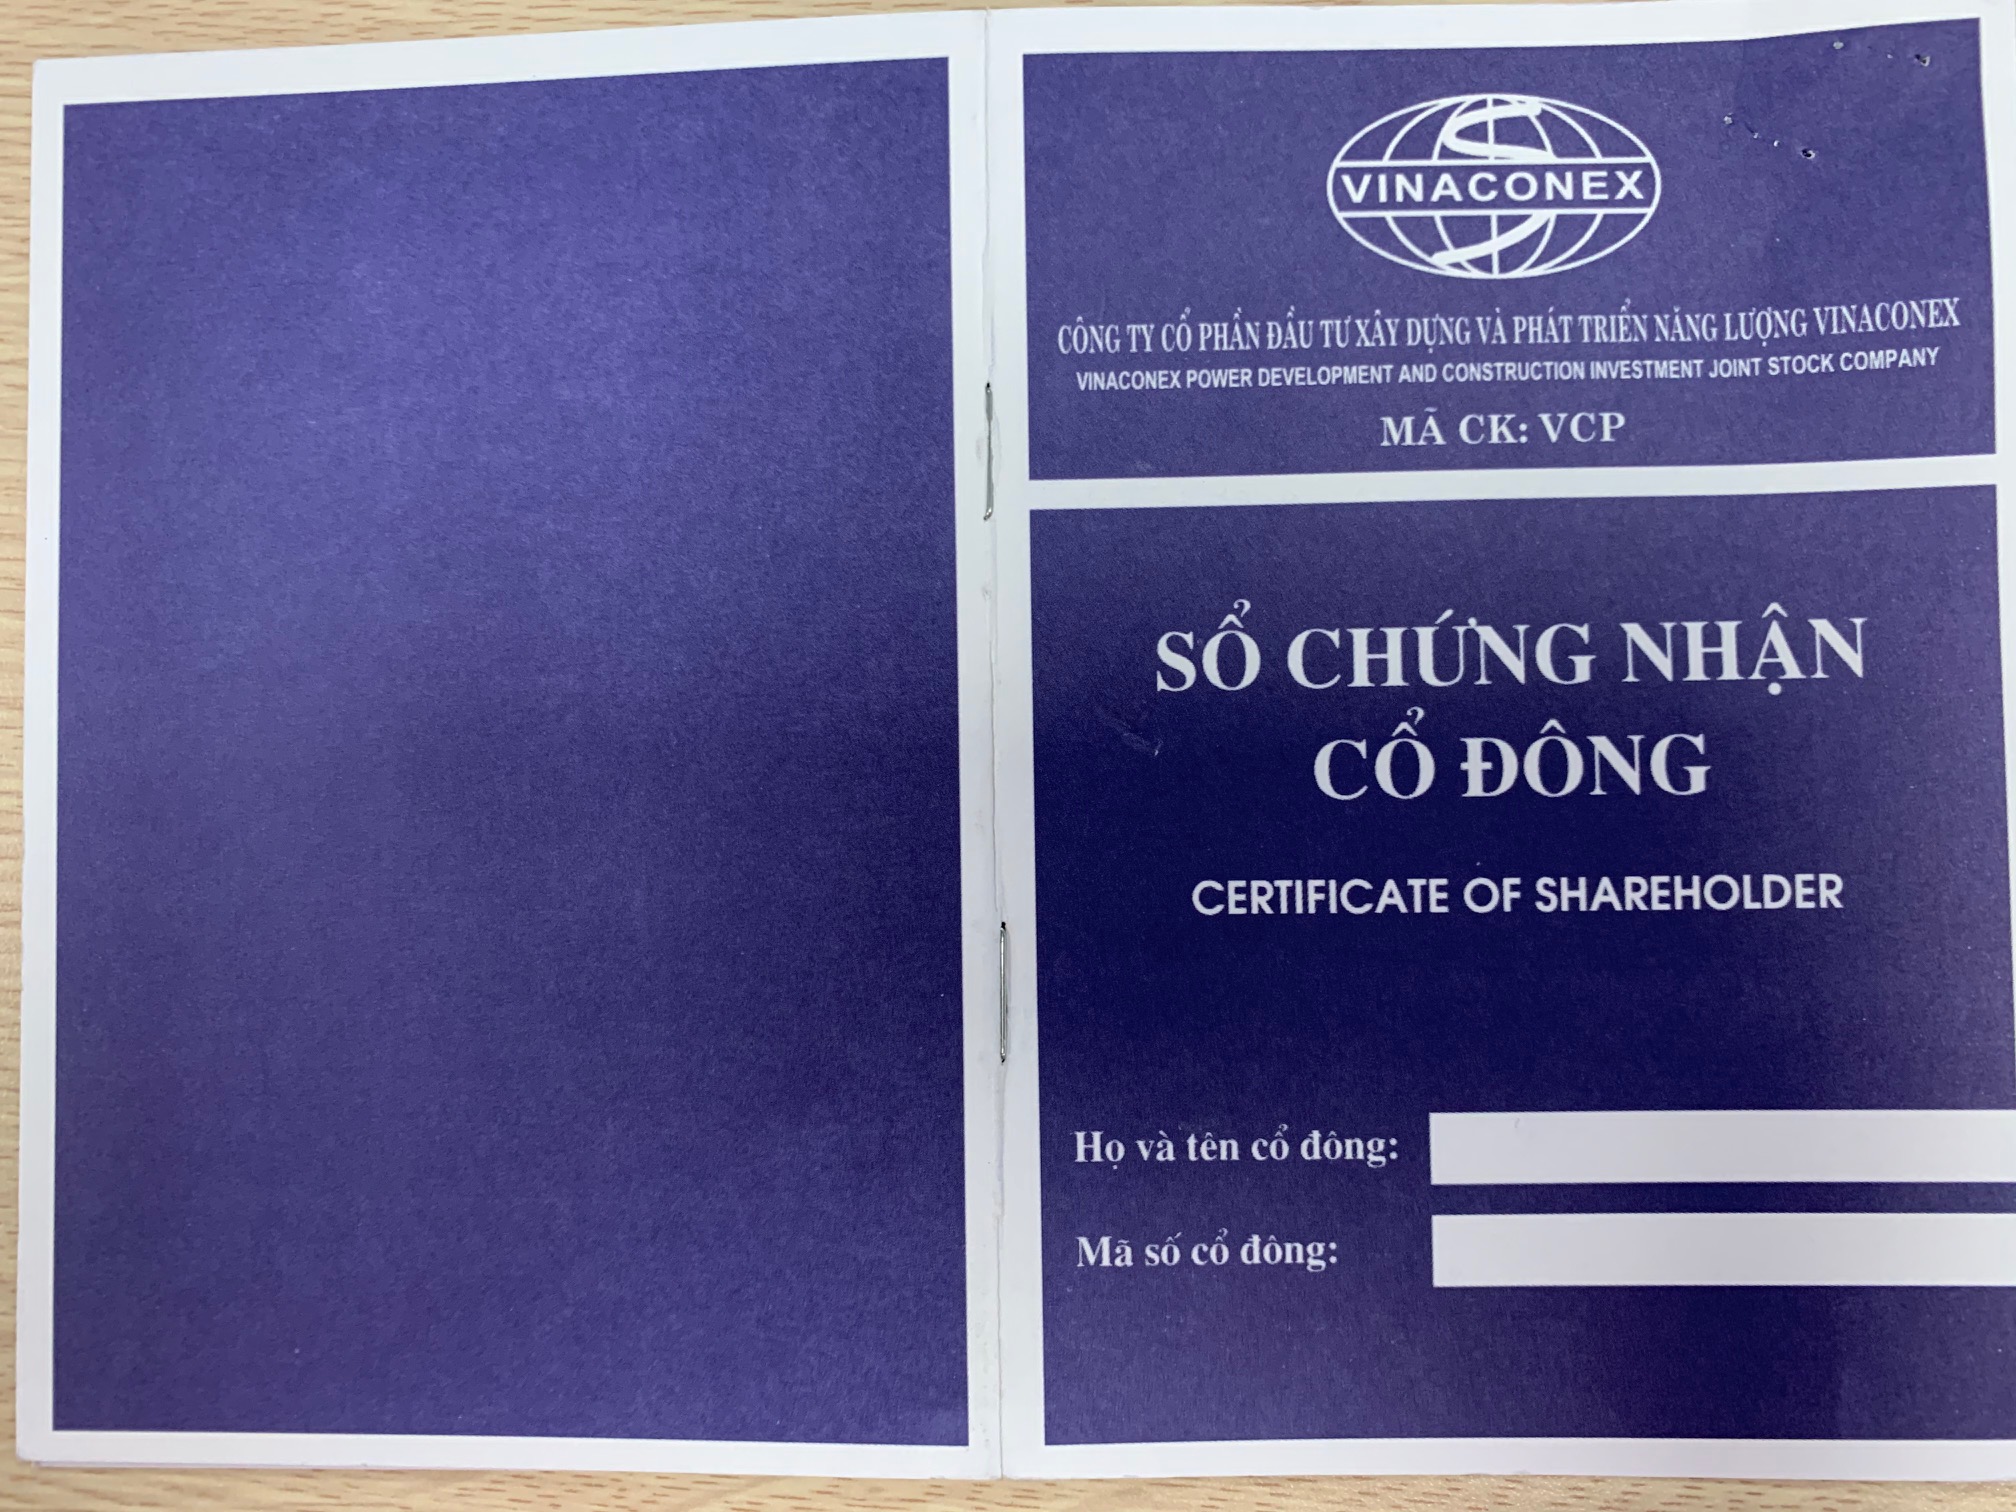 VINACONEX
CÔNG TY CỔ PHẦN ĐẦU TƯ XÂY DỰNG VÀ PHÁT TRIỂN NĂNG LƯỢNG VINACONEX
VINACONEX POWER DEVELOPMENT AND CONSTRUCTION INVESTMENT JOINT STOCK COMPANY
MÃ CK: VCP
SỔ CHỨNG NHẬN
CỔ ĐÔNG
CERTIFICATE OF SHAREHOLDER
Họ và tên cổ đông:
Mã số cổ đông: